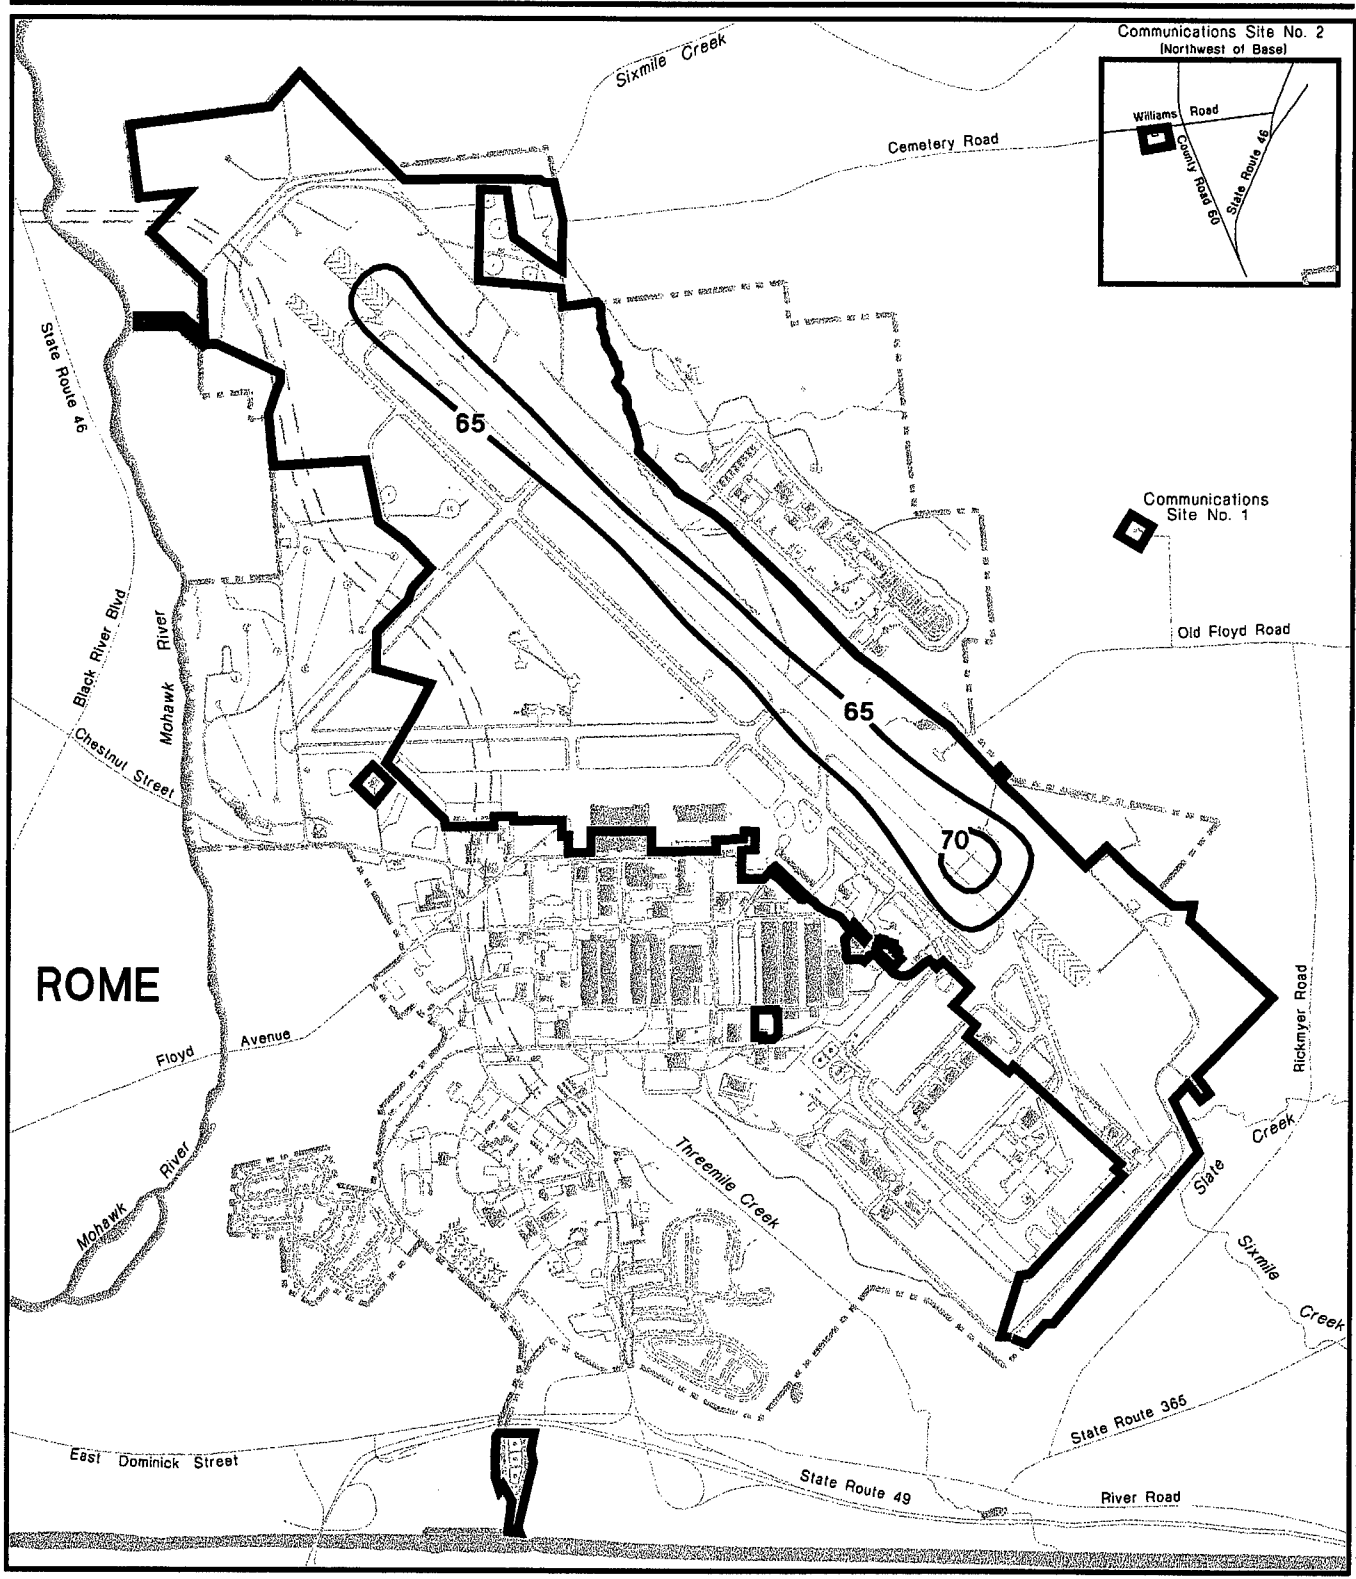 Communications Site No. 2
(Northwest of Base)
Williams Road
County Road 60
State Route 46
Sixmile Creek
Cemetery Road
State Route 46
65
Communications
Site No. 1
Black River Blvd
Mohawk River
Old Floyd Road
65
Chestnut Street
70
ROME
Floyd Avenue
Rickmyer Road
Mohawk River
Threemile Creek
Slate Creek
Sixmile Creek
State Route 365
East Dominick Street
State Route 49
River Road